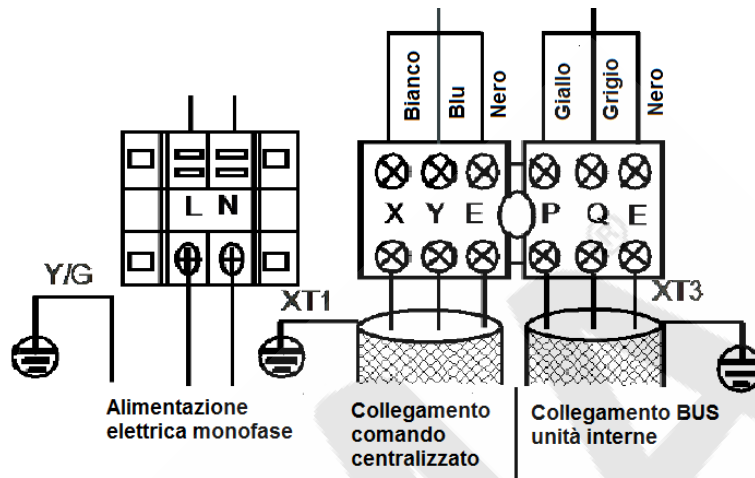 Bianco
Blu
Nero
Giallo
Grigio
Nero
L N
X Y E
P Q E
Y/G
XT1
XT3
®
Alimentazione
elettrica monofase
Collegamento
comando
centralizzato
Collegamento BUS
unità interne